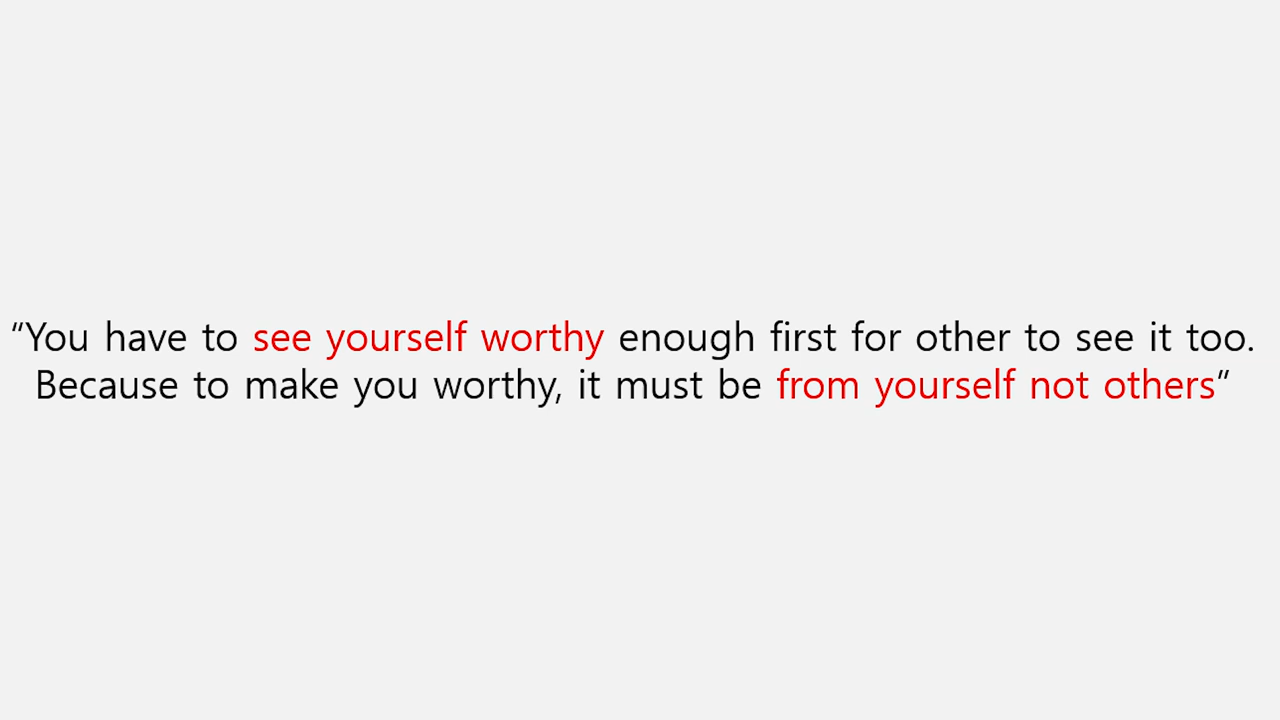 “You have to see yourself worthy enough first for other to see it too.
Because to make you worthy, it must be from yourself not others”